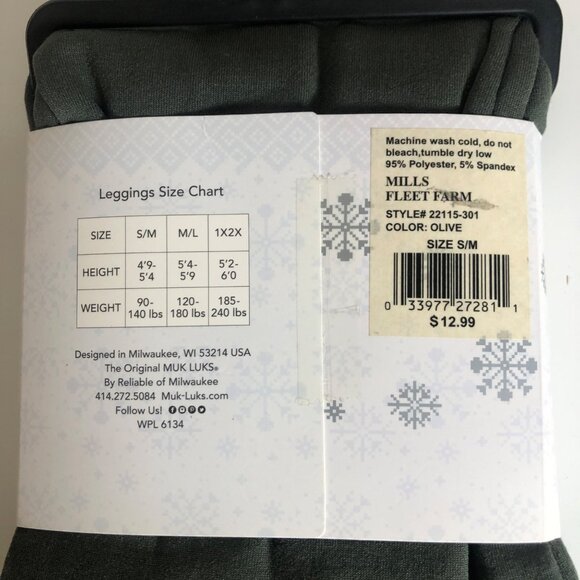 Leggings Size Chart
SIZE S/M M/L 1X2X
HEIGHT 4'9-5'4 5'4-5'9 5'2-6'0
WEIGHT 90-140 lbs 120-180 lbs 185-240 lbs
Designed in Milwaukee, WI 53214 USA
The Original MUK LUKS®
By Reliable of Milwaukee
414.272.5084 Muk-Luks.com
Follow Us!
WPL 6134
Machine wash cold, do not
bleach,tumble dry low
95% Polyester, 5% Spandex
MILLS
FLEET FARM
STYLE# 22115-301
COLOR: OLIVE
SIZE S/M
0 33977 27281 1
$12.99